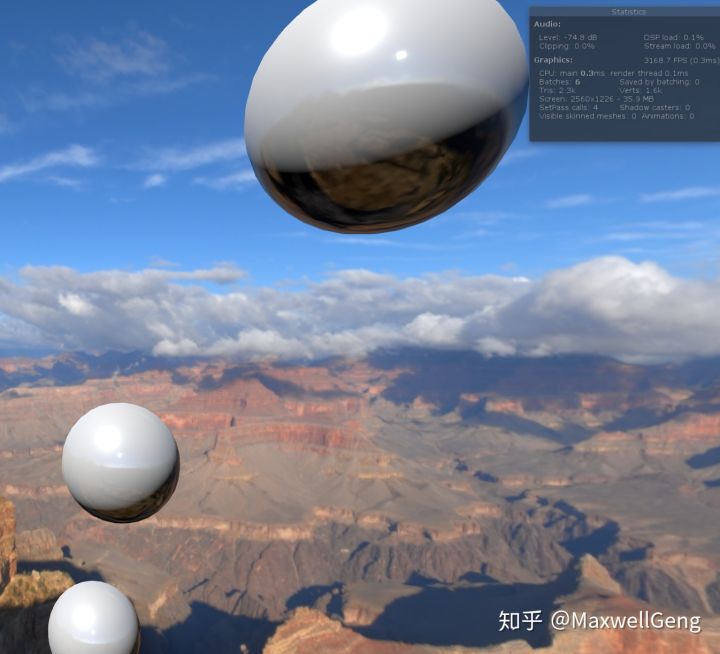 Statistics
Audio:
Level: -74.8 dB DSP load: 0.1%
Clipping: 0.0% Stream load: 0.0%
Graphics: 3168.7 FPS (0.3ms)
CPU: main 0.3ms render thread 0.1ms
Batches: 6 Saved by batching: 0
Tris: 2.3k Verts: 1.6k
Screen: 2560x1226 - 35.9 MB
SetPass calls: 4 Shadow casters: 0
Visible skinned meshes: 0 Animations: 0
知乎 @MaxwellGeng